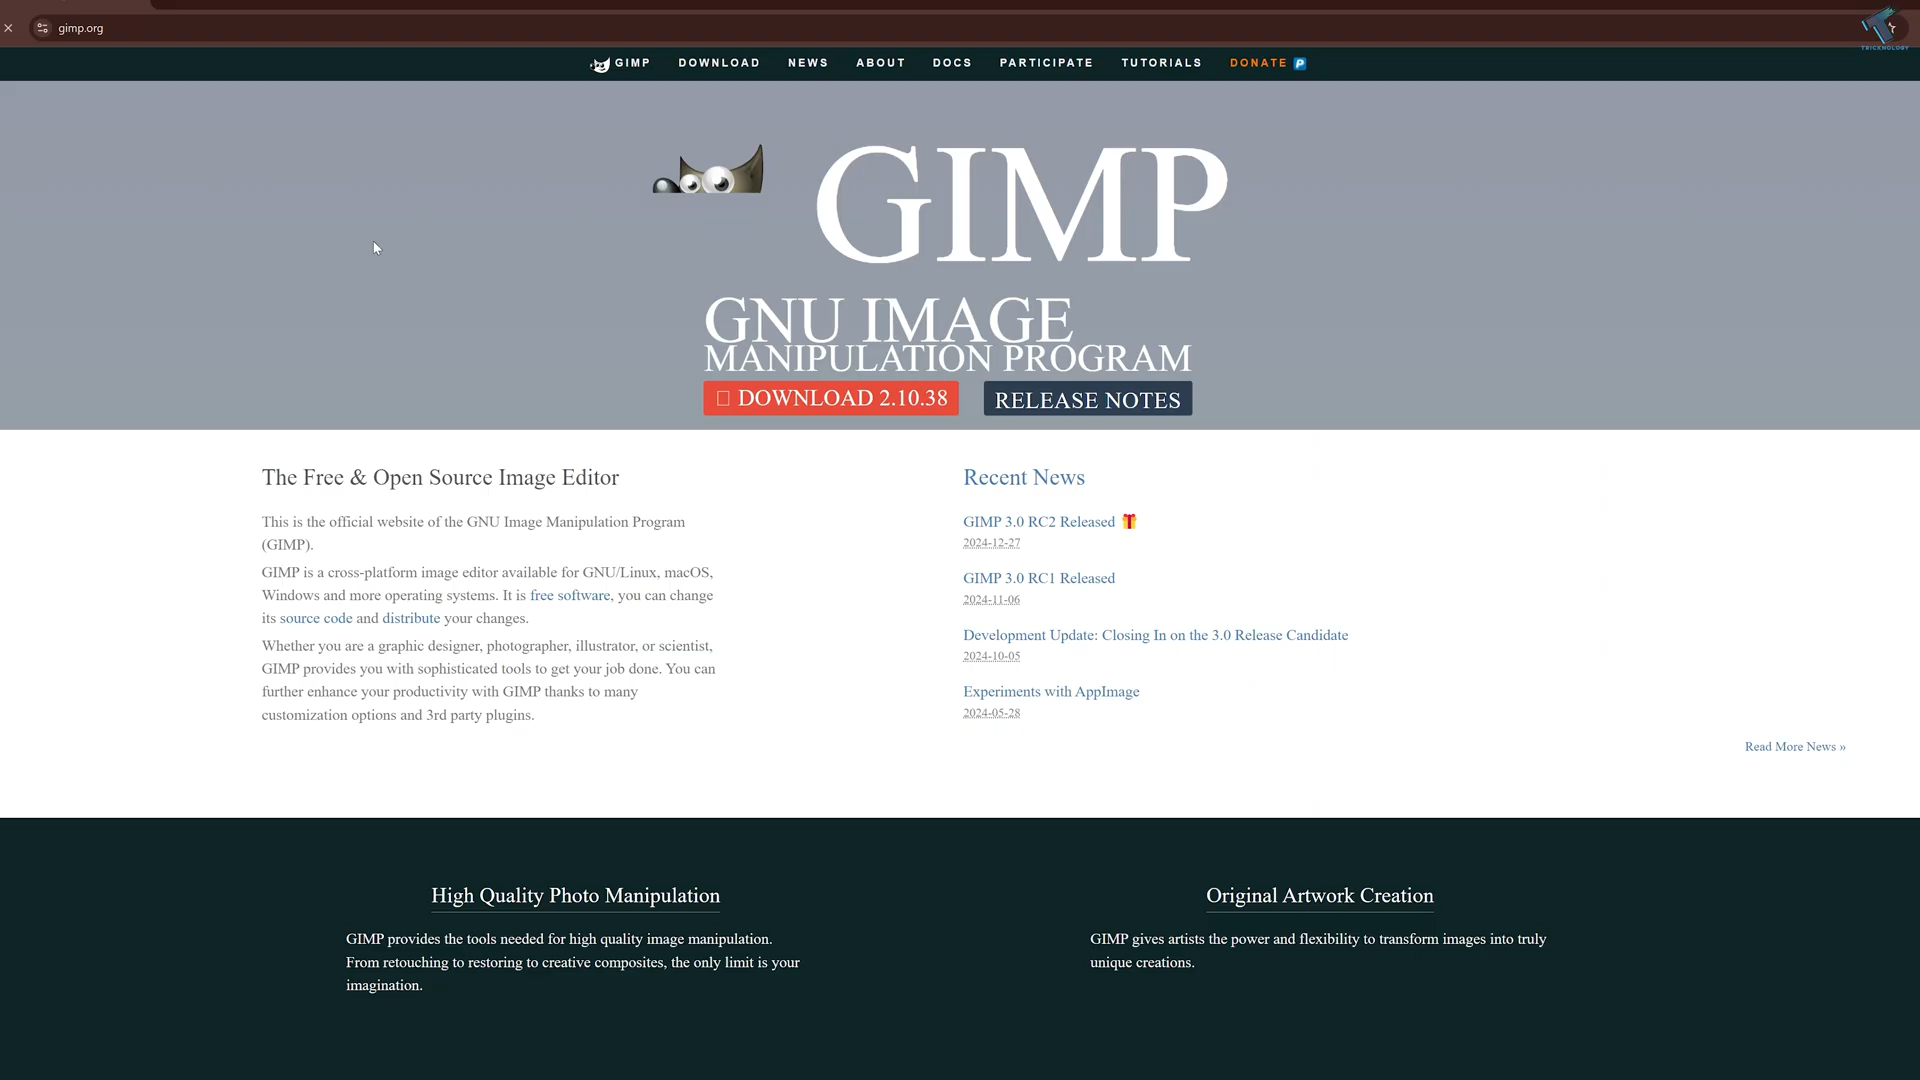 gimp.org
TRICKNOLOGY
GIMP DOWNLOAD NEWS ABOUT DOCS PARTICIPATE TUTORIALS DONATE
GIMP
GNU IMAGE
MANIPULATION PROGRAM
DOWNLOAD 2.10.38
RELEASE NOTES
The Free & Open Source Image Editor
This is the official website of the GNU Image Manipulation Program
(GIMP).
GIMP is a cross-platform image editor available for GNU/Linux, macOS,
Windows and more operating systems. It is free software, you can change
its source code and distribute your changes.
Whether you are a graphic designer, photographer, illustrator, or scientist,
GIMP provides you with sophisticated tools to get your job done. You can
further enhance your productivity with GIMP thanks to many
customization options and 3rd party plugins.
Recent News
GIMP 3.0 RC2 Released 🎁
2024-12-27
GIMP 3.0 RC1 Released
2024-11-06
Development Update: Closing In on the 3.0 Release Candidate
2024-10-05
Experiments with AppImage
2024-05-28
Read More News »
High Quality Photo Manipulation
GIMP provides the tools needed for high quality image manipulation.
From retouching to restoring to creative composites, the only limit is your
imagination.
Original Artwork Creation
GIMP gives artists the power and flexibility to transform images into truly
unique creations.